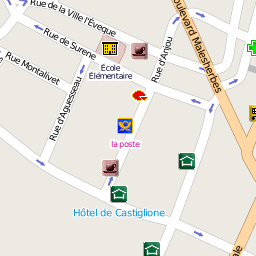 Rue de la Ville l'Évêque
Boulevard Malesherbes
Rue de Surene
Rue d'Anjou
École
Élémentaire
Rue Montalivet
Rue d'Aguesseau
la poste
Hôtel de Castiglione